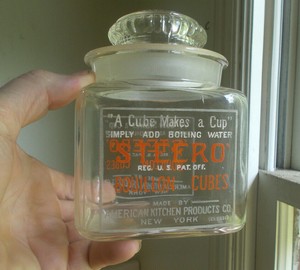 "A Cube Makes a Cup"
SIMPLY ADD BOILING WATER
"STEERO"
REG. U.S. PAT. OFF.
BOUILLON CUBES
MADE BY
AMERICAN KITCHEN PRODUCTS CO.
NEW YORK